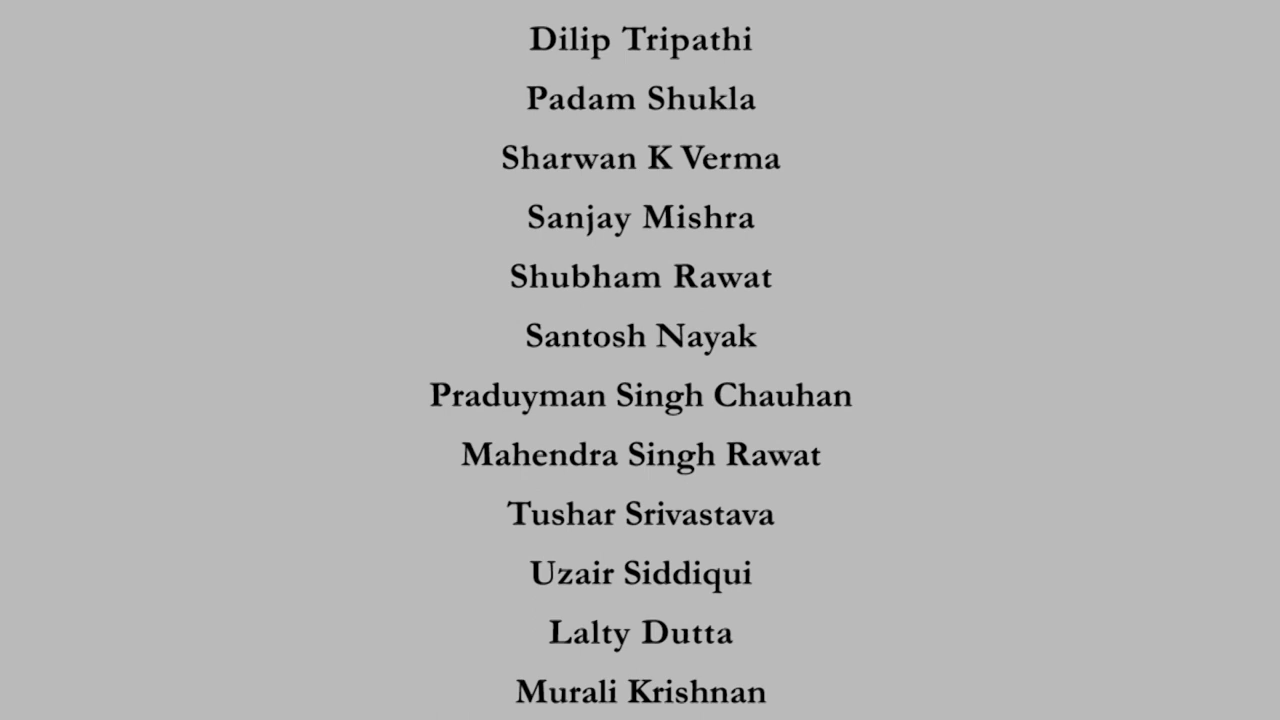 Dilip Tripathi
Padam Shukla
Sharwan K Verma
Sanjay Mishra
Shubham Rawat
Santosh Nayak
Praduyman Singh Chauhan
Mahendra Singh Rawat
Tushar Srivastava
Uzair Siddiqui
Lalty Dutta
Murali Krishnan